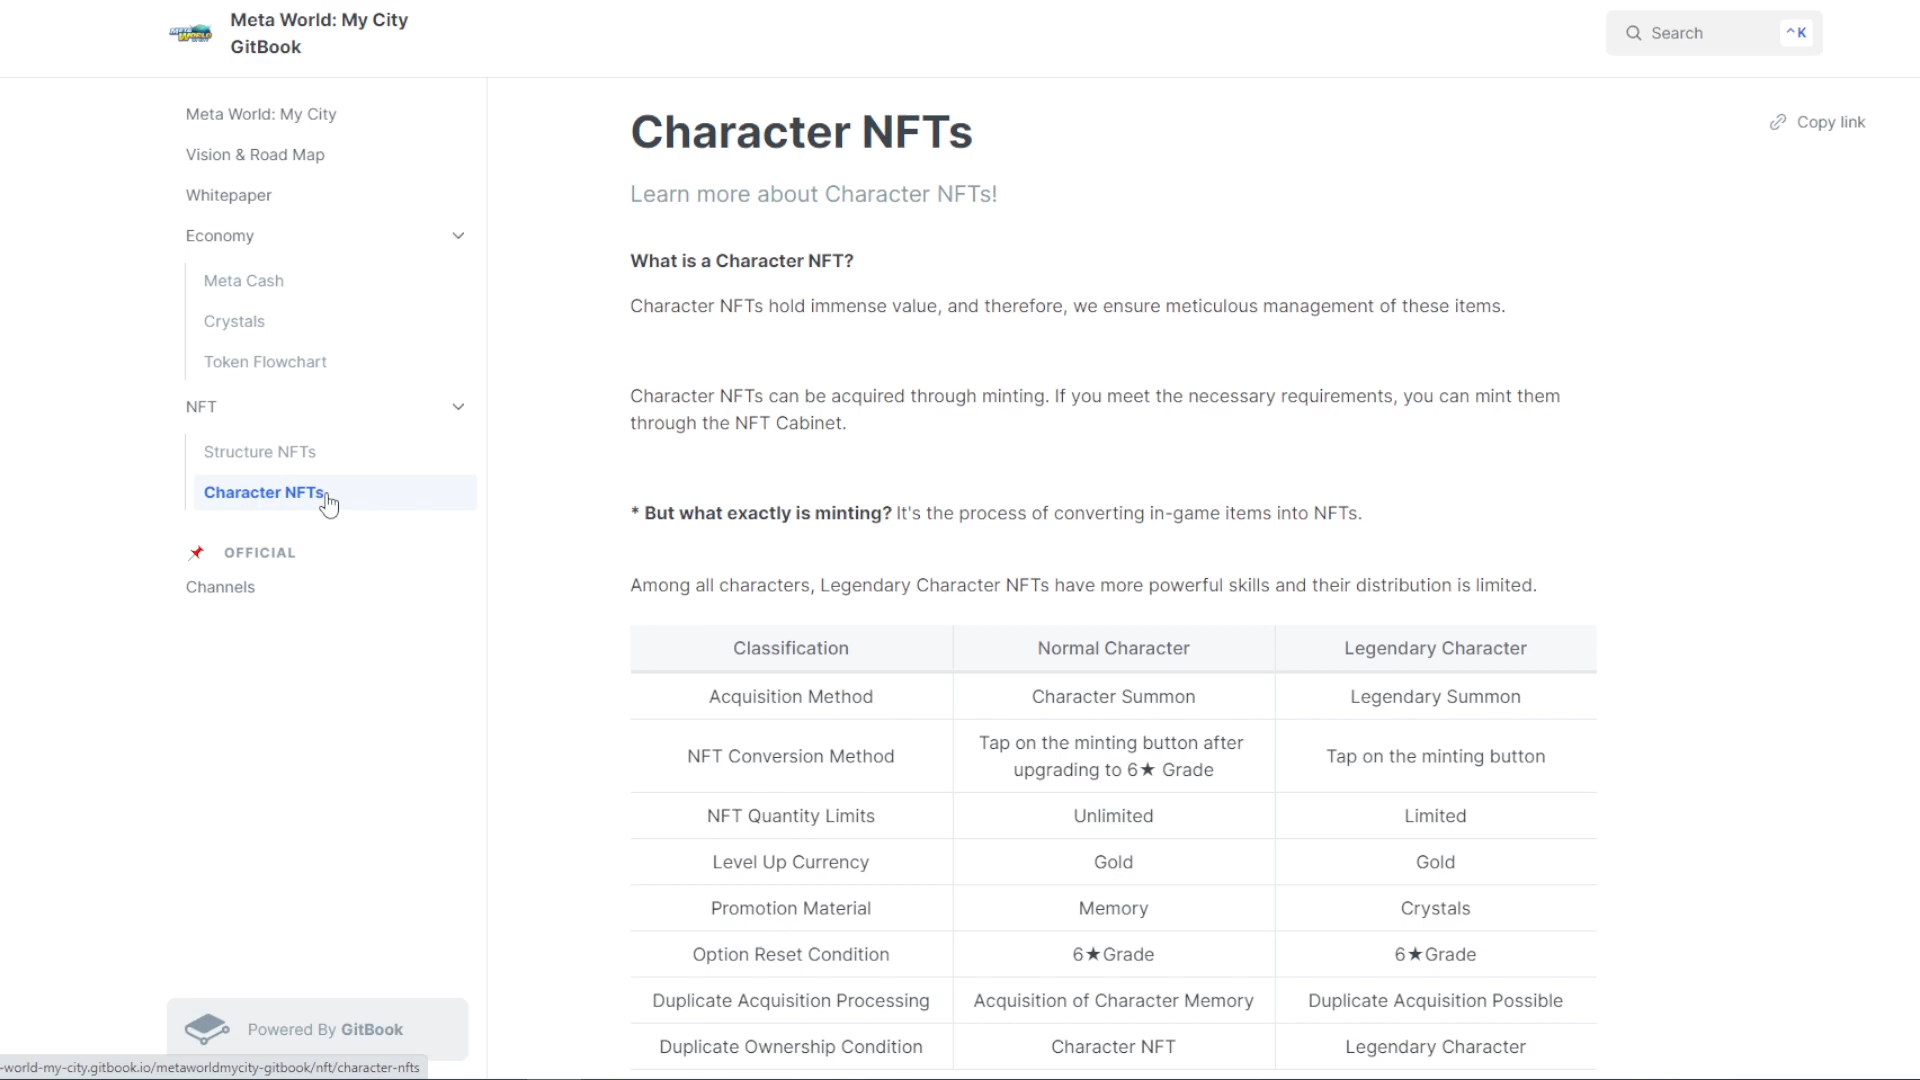 Meta World: My City
GitBook
Search
^K
Meta World: My City
Vision & Road Map
Whitepaper
Economy
Meta Cash
Crystals
Token Flowchart
NFT
Structure NFTs
Character NFTs
OFFICIAL
Channels
Powered By GitBook
-world-my-city.gitbook.io/metaworldmycity-gitbook/nft/character-nfts
Character NFTs
Copy link
Learn more about Character NFTs!
What is a Character NFT?
Character NFTs hold immense value, and therefore, we ensure meticulous management of these items.
Character NFTs can be acquired through minting. If you meet the necessary requirements, you can mint them
through the NFT Cabinet.
* But what exactly is minting? It's the process of converting in-game items into NFTs.
Among all characters, Legendary Character NFTs have more powerful skills and their distribution is limited.
Classification Normal Character Legendary Character
Acquisition Method Character Summon Legendary Summon
NFT Conversion Method Tap on the minting button after
upgrading to 6★ Grade Tap on the minting button
NFT Quantity Limits Unlimited Limited
Level Up Currency Gold Gold
Promotion Material Memory Crystals
Option Reset Condition 6★Grade 6★Grade
Duplicate Acquisition Processing Acquisition of Character Memory Duplicate Acquisition Possible
Duplicate Ownership Condition Character NFT Legendary Character